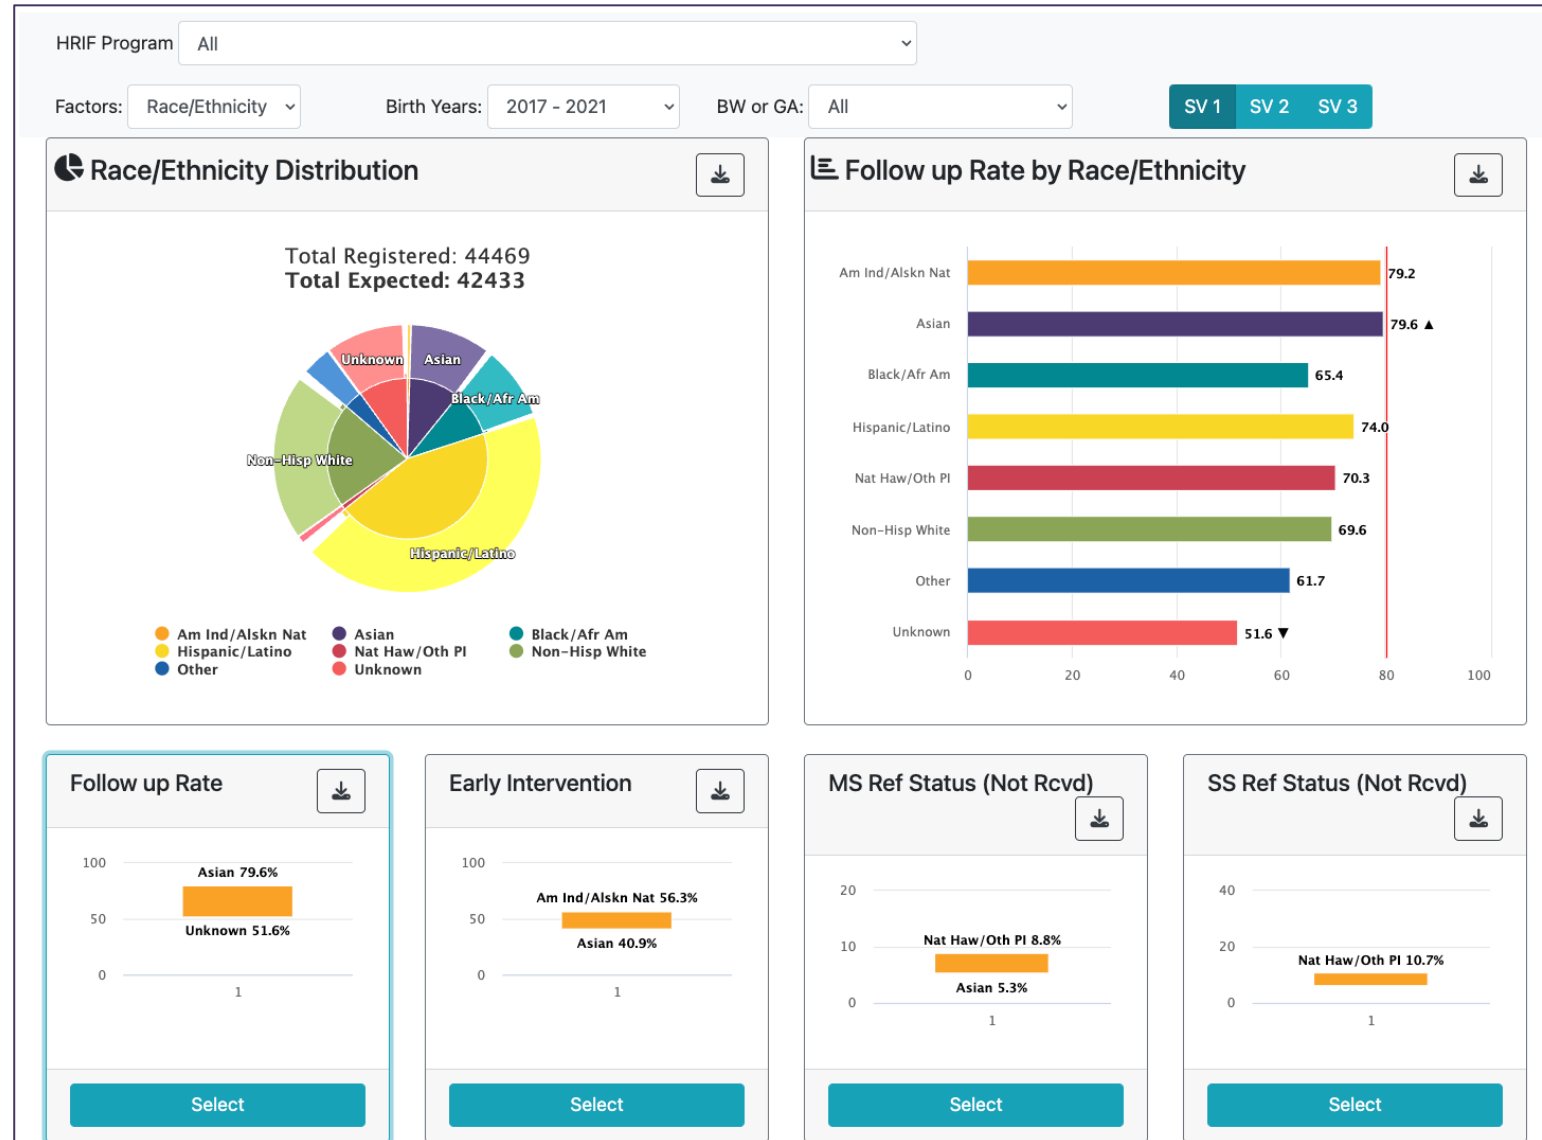 HRIF Program All
Factors: Race/Ethnicity Birth Years: 2017 - 2021 BW or GA: All SV 1 SV 2 SV 3
Race/Ethnicity Distribution
Total Registered: 44469
Total Expected: 42433
Unknown Asian
Black/Afr Am
Non-Hisp White
Hispanic/Latino
Am Ind/Alskn Nat Asian Black/Afr Am
Hispanic/Latino Nat Haw/Oth PI Non-Hisp White
Other Unknown
Follow up Rate by Race/Ethnicity
Am Ind/Alskn Nat 79.2
Asian 79.6 ▲
Black/Afr Am 65.4
Hispanic/Latino 74.0
Nat Haw/Oth PI 70.3
Non-Hisp White 69.6
Other 61.7
Unknown 51.6 ▼
0 20 40 60 80 100
Follow up Rate
100
Asian 79.6%
50
Unknown 51.6%
0
1
Select
Early Intervention
100
Am Ind/Alskn Nat 56.3%
50
Asian 40.9%
0
1
Select
MS Ref Status (Not Rcvd)
20
10
Nat Haw/Oth PI 8.8%
Asian 5.3%
0
1
Select
SS Ref Status (Not Rcvd)
40
20
Nat Haw/Oth PI 10.7%
0
1
Select